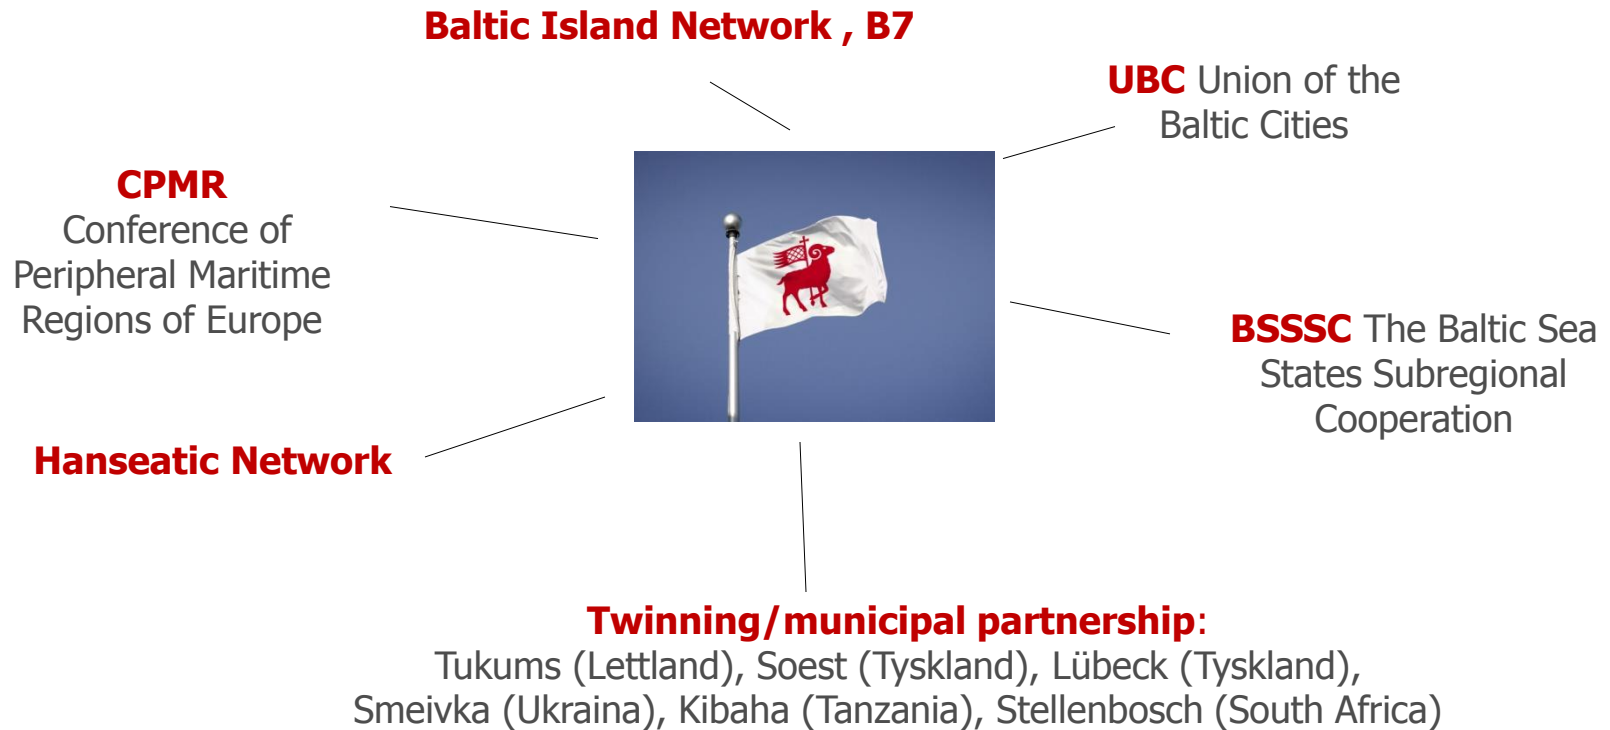 Baltic Island Network , B7
UBC Union of the
Baltic Cities
CPMR
Conference of
Peripheral Maritime
Regions of Europe
BSSSC The Baltic Sea
States Subregional
Cooperation
Hanseatic Network
Twinning/municipal partnership:
Tukums (Lettland), Soest (Tyskland), Lübeck (Tyskland),
Smeivka (Ukraina), Kibaha (Tanzania), Stellenbosch (South Africa)